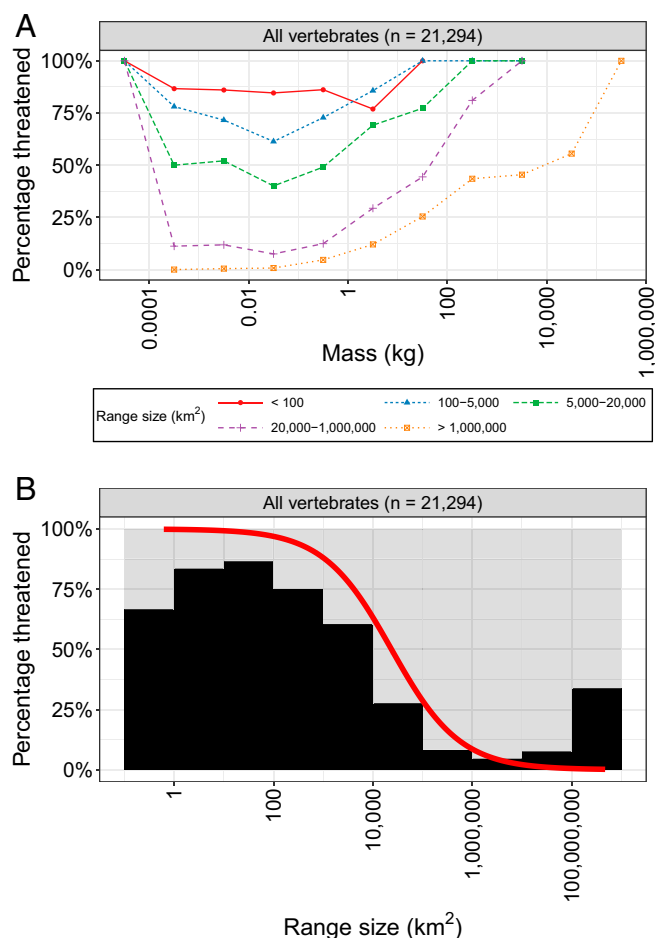 A
All vertebrates (n = 21,294)
Percentage threatened
100%
75%
50%
25%
0%
0.0001
0.01
1
100
10,000
1,000,000
Mass (kg)
Range size (km²)
< 100
100−5,000
5,000−20,000
20,000−1,000,000
> 1,000,000
B
All vertebrates (n = 21,294)
Percentage threatened
100%
75%
50%
25%
0%
1
100
10,000
1,000,000
100,000,000
Range size (km²)